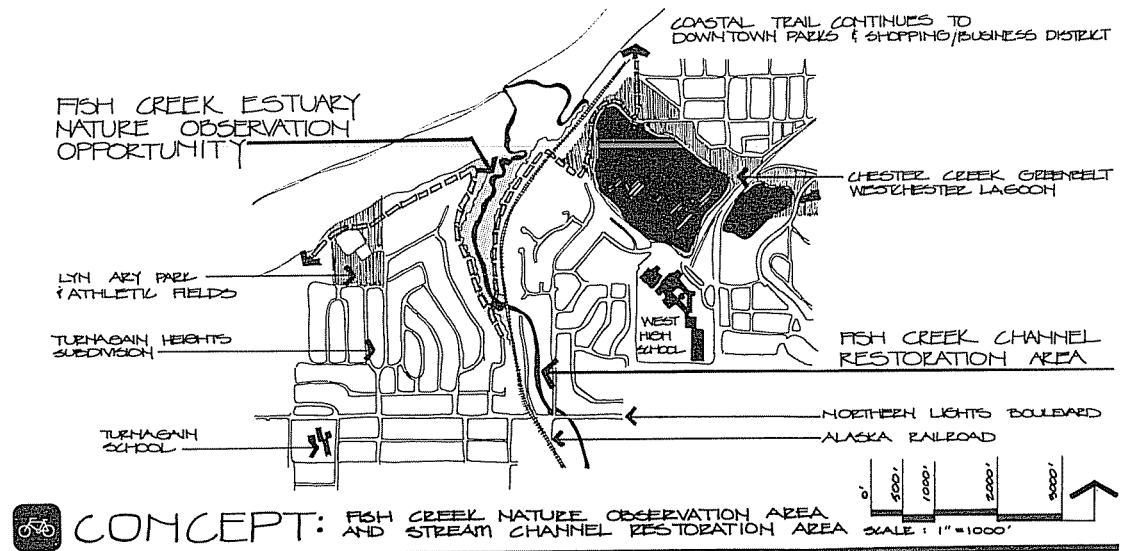 COASTAL TRAIL CONTINUES TO
DOWNTOWN PARKS & SHOPPING/BUSINESS DISTRICT
FISH CREEK ESTUARY
NATURE OBSERVATION
OPPORTUNITY
CHESTER CREEK GREENBELT
WESTCHESTER LAGOON
LYN ARY PARK
& ATHLETIC FIELDS
WEST
HIGH
SCHOOL
TURNAGAIN HEIGHTS
SUBDIVISION
FISH CREEK CHANNEL
RESTORATION AREA
NORTHERN LIGHTS BOULEVARD
TURNAGAIN
SCHOOL
ALASKA RAILROAD
0' 500' 1000' 2000' 3000'
CONCEPT: FISH CREEK NATURE OBSERVATION AREA
AND STREAM CHANNEL RESTORATION AREA
SCALE: 1"=1000'